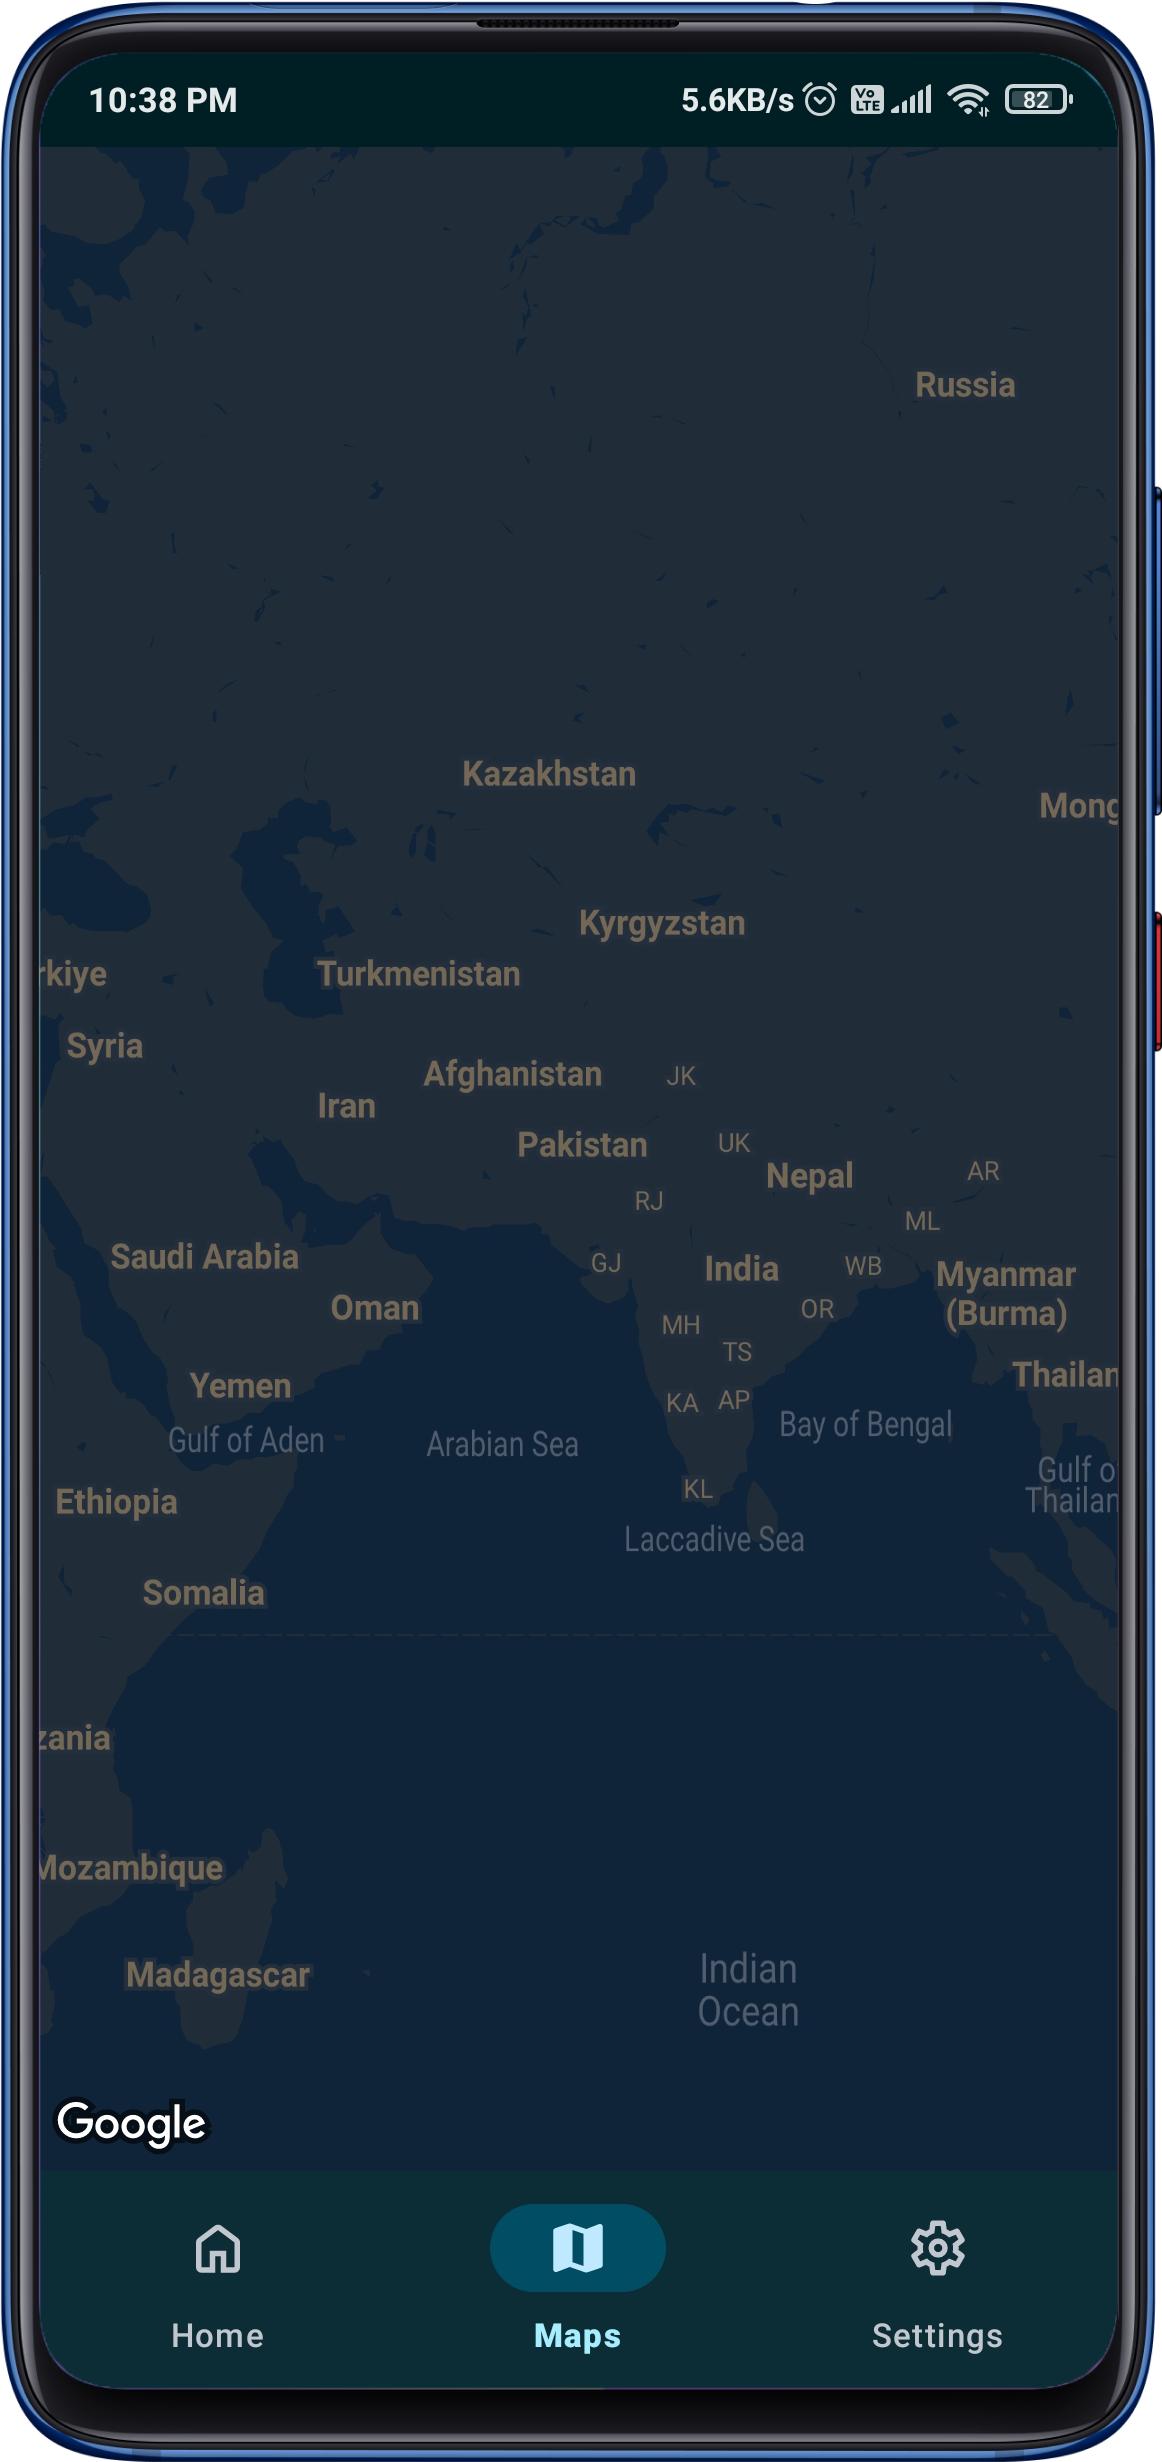 10:38 PM 5.6KB/s Vo LTE 82
Russia
Kazakhstan
Mong
Kyrgyzstan
rkiye
Turkmenistan
Syria
Afghanistan
JK
Iran
Pakistan
UK
Nepal
AR
RJ
ML
Saudi Arabia
GJ
India
WB
Myanmar
(Burma)
Oman
OR
MH
TS
Yemen
Thailan
KA
AP
Gulf of Aden
Arabian Sea
Bay of Bengal
Gulf o
Thailan
Ethiopia
KL
Laccadive Sea
Somalia
zania
Mozambique
Madagascar
Indian
Ocean
Google
Home Maps Settings